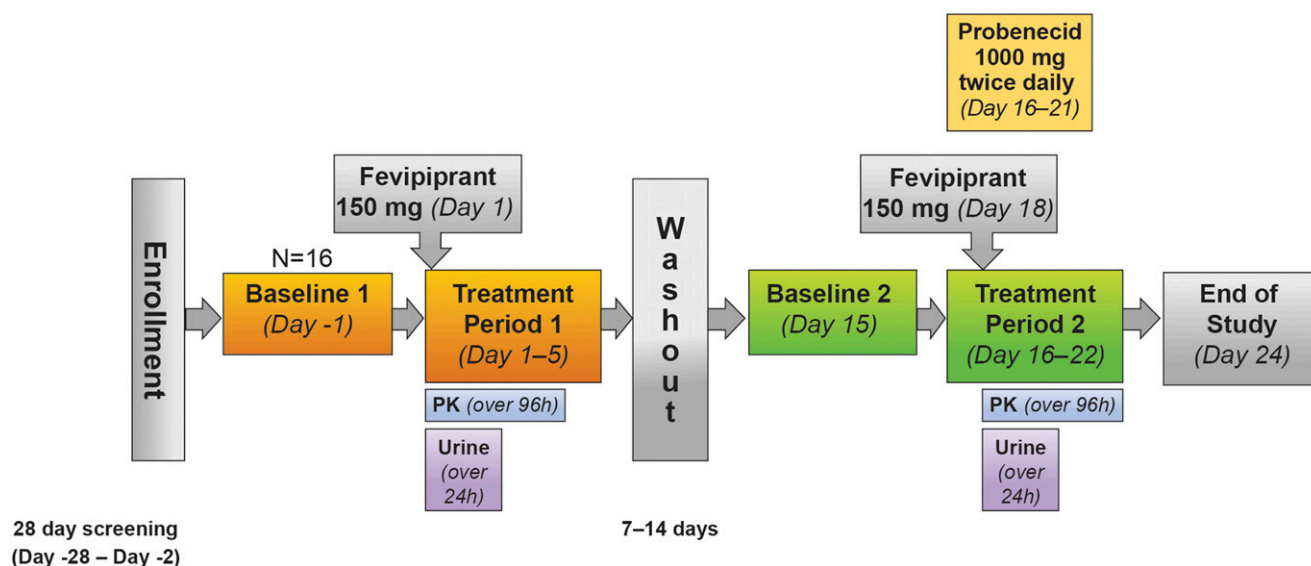 Probenecid
1000 mg
twice daily
(Day 16–21)
Fevipiprant
150 mg (Day 1)
Fevipiprant
150 mg (Day 18)
Enrollment
N=16
Baseline 1
(Day -1)
Treatment
Period 1
(Day 1–5)
PK (over 96h)
Urine
(over
24h)
Washout
Baseline 2
(Day 15)
Treatment
Period 2
(Day 16–22)
PK (over 96h)
Urine
(over
24h)
End of
Study
(Day 24)
28 day screening
(Day -28 – Day -2)
7–14 days